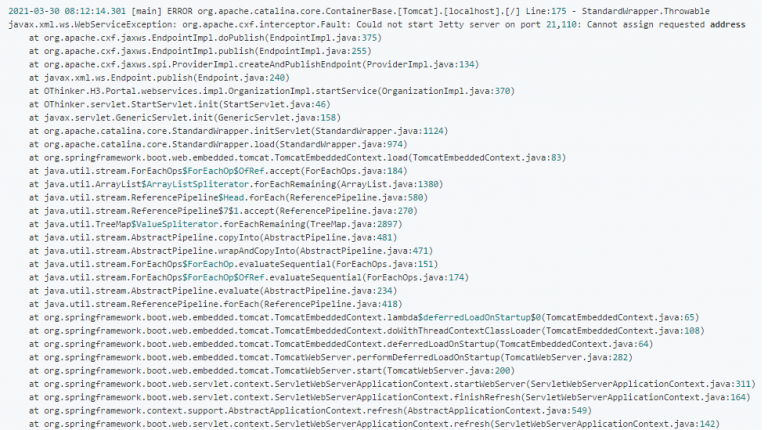 2021-03-30 08:12:14.301 [main] ERROR org.apache.catalina.core.ContainerBase.[Tomcat].[localhost].[/] Line:175 - StandardWrapper.Throwable
javax.xml.ws.WebServiceException: org.apache.cxf.interceptor.Fault: Could not start Jetty server on port 21,110: Cannot assign requested address
at org.apache.cxf.jaxws.EndpointImpl.doPublish(EndpointImpl.java:375)
at org.apache.cxf.jaxws.EndpointImpl.publish(EndpointImpl.java:255)
at org.apache.cxf.jaxws.spi.ProviderImpl.createAndPublishEndpoint(ProviderImpl.java:134)
at javax.xml.ws.Endpoint.publish(Endpoint.java:240)
at OThinker.H3.Portal.webservices.impl.OrganizationImpl.startService(OrganizationImpl.java:370)
at OThinker.servlet.StartServlet.init(StartServlet.java:46)
at javax.servlet.GenericServlet.init(GenericServlet.java:158)
at org.apache.catalina.core.StandardWrapper.initServlet(StandardWrapper.java:1124)
at org.apache.catalina.core.StandardWrapper.load(StandardWrapper.java:974)
at org.springframework.boot.web.embedded.tomcat.TomcatEmbeddedContext.load(TomcatEmbeddedContext.java:83)
at java.util.stream.ForEachOps$ForEachOp$OfRef.accept(ForEachOps.java:184)
at java.util.ArrayList$ArrayListSpliterator.forEachRemaining(ArrayList.java:1380)
at java.util.stream.ReferencePipeline$Head.forEach(ReferencePipeline.java:580)
at java.util.stream.ReferencePipeline$7$1.accept(ReferencePipeline.java:270)
at java.util.TreeMap$ValueSpliterator.forEachRemaining(TreeMap.java:2897)
at java.util.stream.AbstractPipeline.copyInto(AbstractPipeline.java:481)
at java.util.stream.AbstractPipeline.wrapAndCopyInto(AbstractPipeline.java:471)
at java.util.stream.ForEachOps$ForEachOp.evaluateSequential(ForEachOps.java:151)
at java.util.stream.ForEachOps$ForEachOp$OfRef.evaluateSequential(ForEachOps.java:174)
at java.util.stream.AbstractPipeline.evaluate(AbstractPipeline.java:234)
at java.util.stream.ReferencePipeline.forEach(ReferencePipeline.java:418)
at org.springframework.boot.web.embedded.tomcat.TomcatEmbeddedContext.lambda$deferredLoadOnStartup$0(TomcatEmbeddedContext.java:65)
at org.springframework.boot.web.embedded.tomcat.TomcatEmbeddedContext.doWithThreadContextClassLoader(TomcatEmbeddedContext.java:108)
at org.springframework.boot.web.embedded.tomcat.TomcatEmbeddedContext.deferredLoadOnStartup(TomcatEmbeddedContext.java:64)
at org.springframework.boot.web.embedded.tomcat.TomcatWebServer.performDeferredLoadOnStartup(TomcatWebServer.java:282)
at org.springframework.boot.web.embedded.tomcat.TomcatWebServer.start(TomcatWebServer.java:200)
at org.springframework.boot.web.servlet.context.ServletWebServerApplicationContext.startWebServer(ServletWebServerApplicationContext.java:311)
at org.springframework.boot.web.servlet.context.ServletWebServerApplicationContext.finishRefresh(ServletWebServerApplicationContext.java:164)
at org.springframework.context.support.AbstractApplicationContext.refresh(AbstractApplicationContext.java:549)
at org.springframework.boot.web.servlet.context.ServletWebServerApplicationContext.refresh(ServletWebServerApplicationContext.java:142)